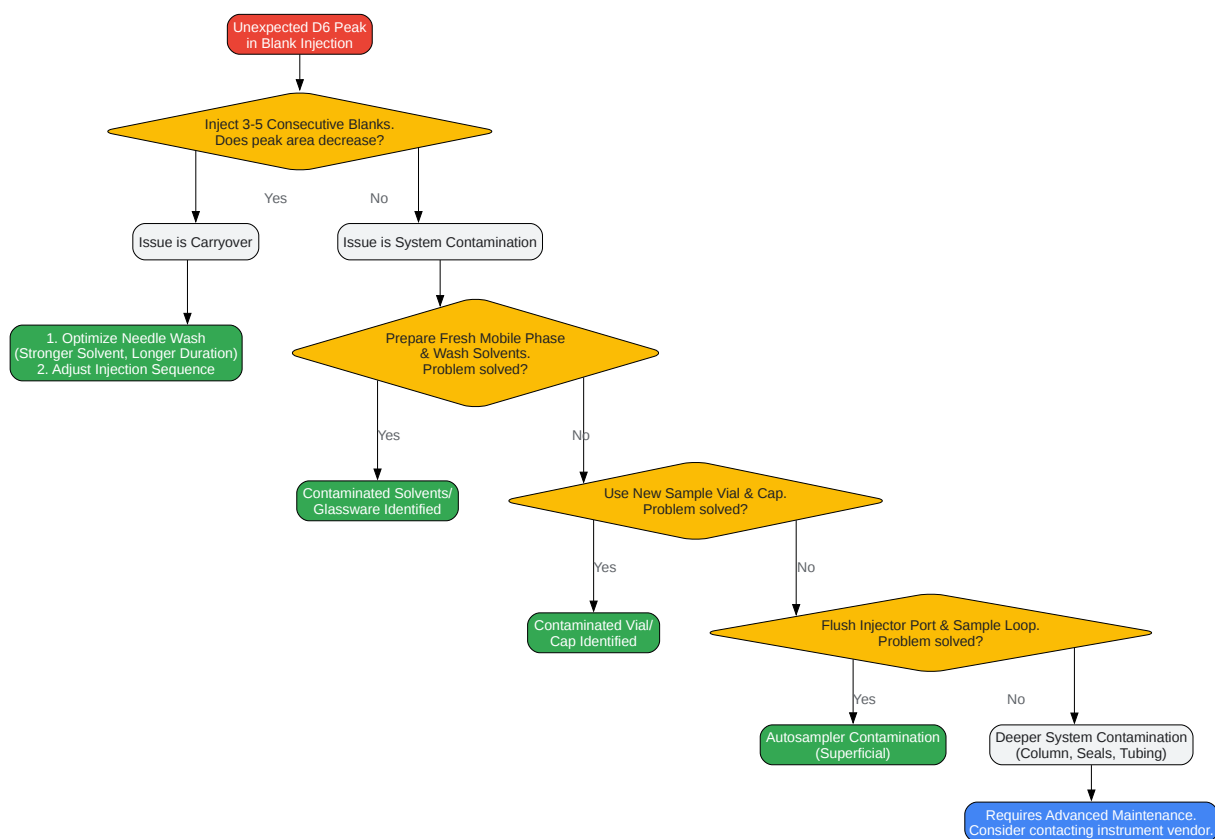 Unexpected D6 Peak
in Blank Injection
Inject 3-5 Consecutive Blanks.
Does peak area decrease?
Yes
No
Issue is Carryover
Issue is System Contamination
1. Optimize Needle Wash
(Stronger Solvent, Longer Duration)
2. Adjust Injection Sequence
Prepare Fresh Mobile Phase
& Wash Solvents.
Problem solved?
Yes
No
Contaminated Solvents/
Glassware Identified
Use New Sample Vial & Cap.
Problem solved?
Yes
No
Contaminated Vial/
Cap Identified
Flush Injector Port & Sample Loop.
Problem solved?
Yes
No
Autosampler Contamination
(Superficial)
Deeper System Contamination
(Column, Seals, Tubing)
Requires Advanced Maintenance.
Consider contacting instrument vendor.